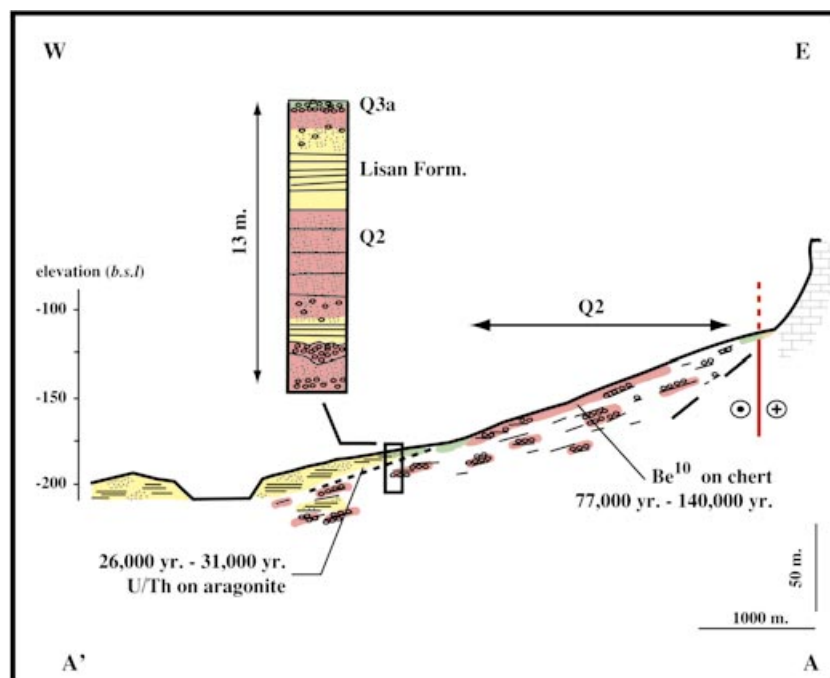 W
E
Q3a
Lisan Form.
13 m.
Q2
elevation (b.s.l)
-100
-150
-200
Q2
Be10 on chert
77,000 yr. - 140,000 yr.
26,000 yr. - 31,000 yr.
U/Th on aragonite
50 m.
1000 m.
A'
A